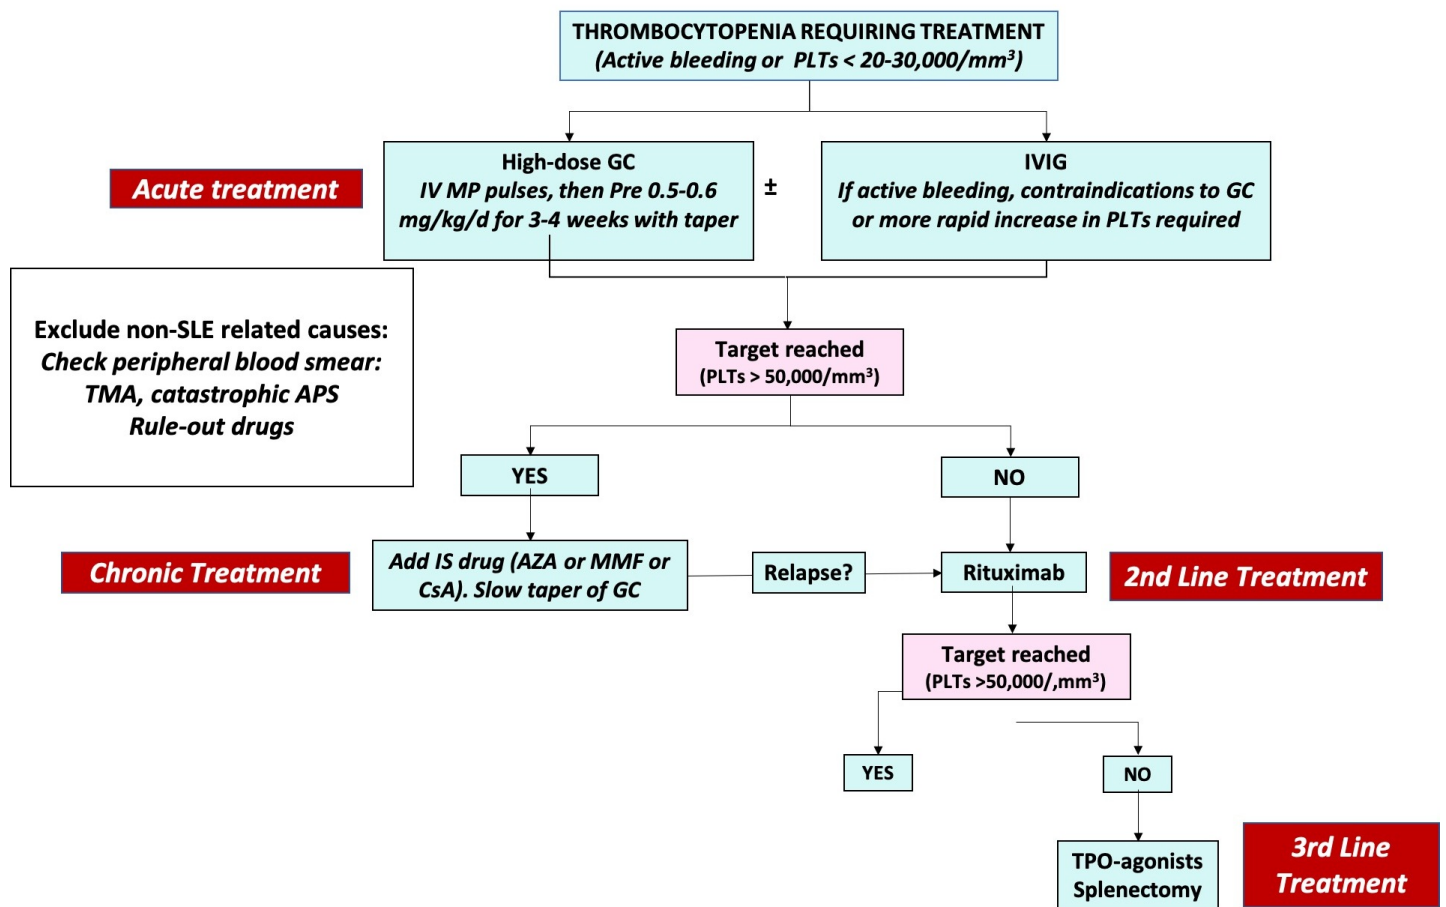 THROMBOCYTOPENIA REQUIRING TREATMENT
(Active bleeding or PLTs < 20-30,000/mm³)
Acute treatment
High-dose GC
IV MP pulses, then Pre 0.5-0.6
mg/kg/d for 3-4 weeks with taper
±
IVIG
If active bleeding, contraindications to GC
or more rapid increase in PLTs required
Exclude non-SLE related causes:
Check peripheral blood smear:
TMA, catastrophic APS
Rule-out drugs
Target reached
(PLTs > 50,000/mm³)
YES
NO
Chronic Treatment
Add IS drug (AZA or MMF or
CsA). Slow taper of GC
Relapse?
Rituximab
2nd Line Treatment
Target reached
(PLTs >50,000/,mm³)
YES
NO
TPO-agonists
Splenectomy
3rd Line
Treatment